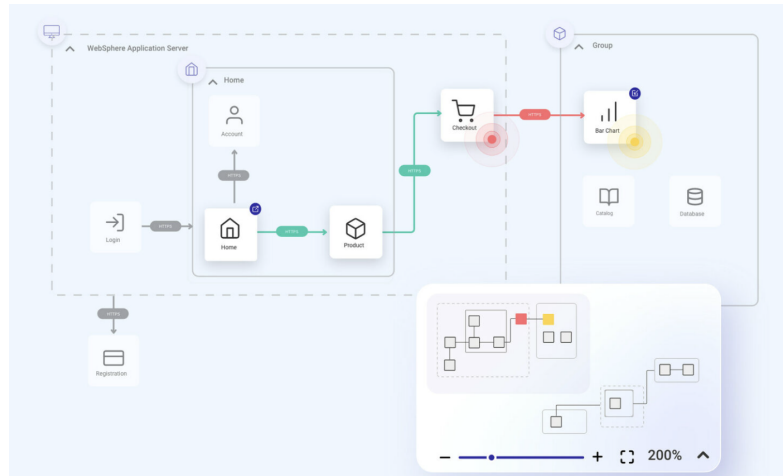 WebSphere Application Server
Group
Home
Account
HTTPS
Checkout
HTTPS
Bar Chart
HTTPS
HTTPS
Login
HTTPS
Home
HTTPS
Product
Catalog
Database
HTTPS
Registration
200%